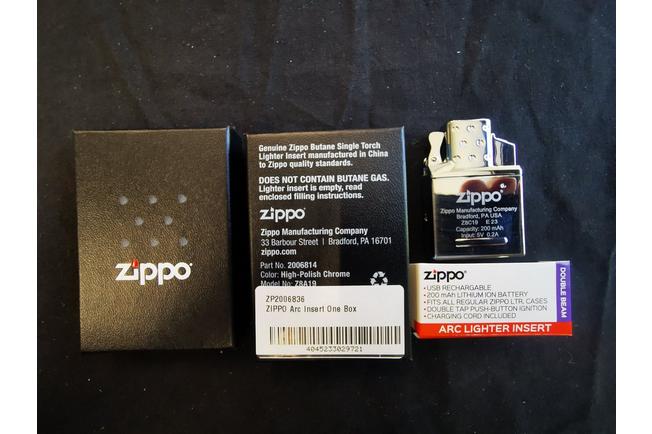 zippo
Genuine Zippo Butane Single Torch
Lighter Insert manufactured in China
to Zippo quality standards.
DOES NOT CONTAIN BUTANE GAS.
Lighter insert is empty, read
enclosed filling instructions.
zippo
Zippo Manufacturing Company
33 Barbour Street | Bradford, PA 16701
zippo.com
Part No. 2006814
Color: High-Polish Chrome
Model No: Z8A19
ZP2006836
ZIPPO Arc Insert One Box
4045233029721
zippo
Zippo Manufacturing Company
Bradford, PA USA
Z8C19 E 23
Capacity: 200 mAh
Input: 5V 0.2A
zippo
• USB RECHARGABLE
• 200 mAH LITHIUM ION BATTERY
• FITS ALL REGULAR ZIPPO LTR. CASES
• DOUBLE TAP PUSH-BUTTON IGNITION
• CHARGING CORD INCLUDED
ARC LIGHTER INSERT
DOUBLE BEAM